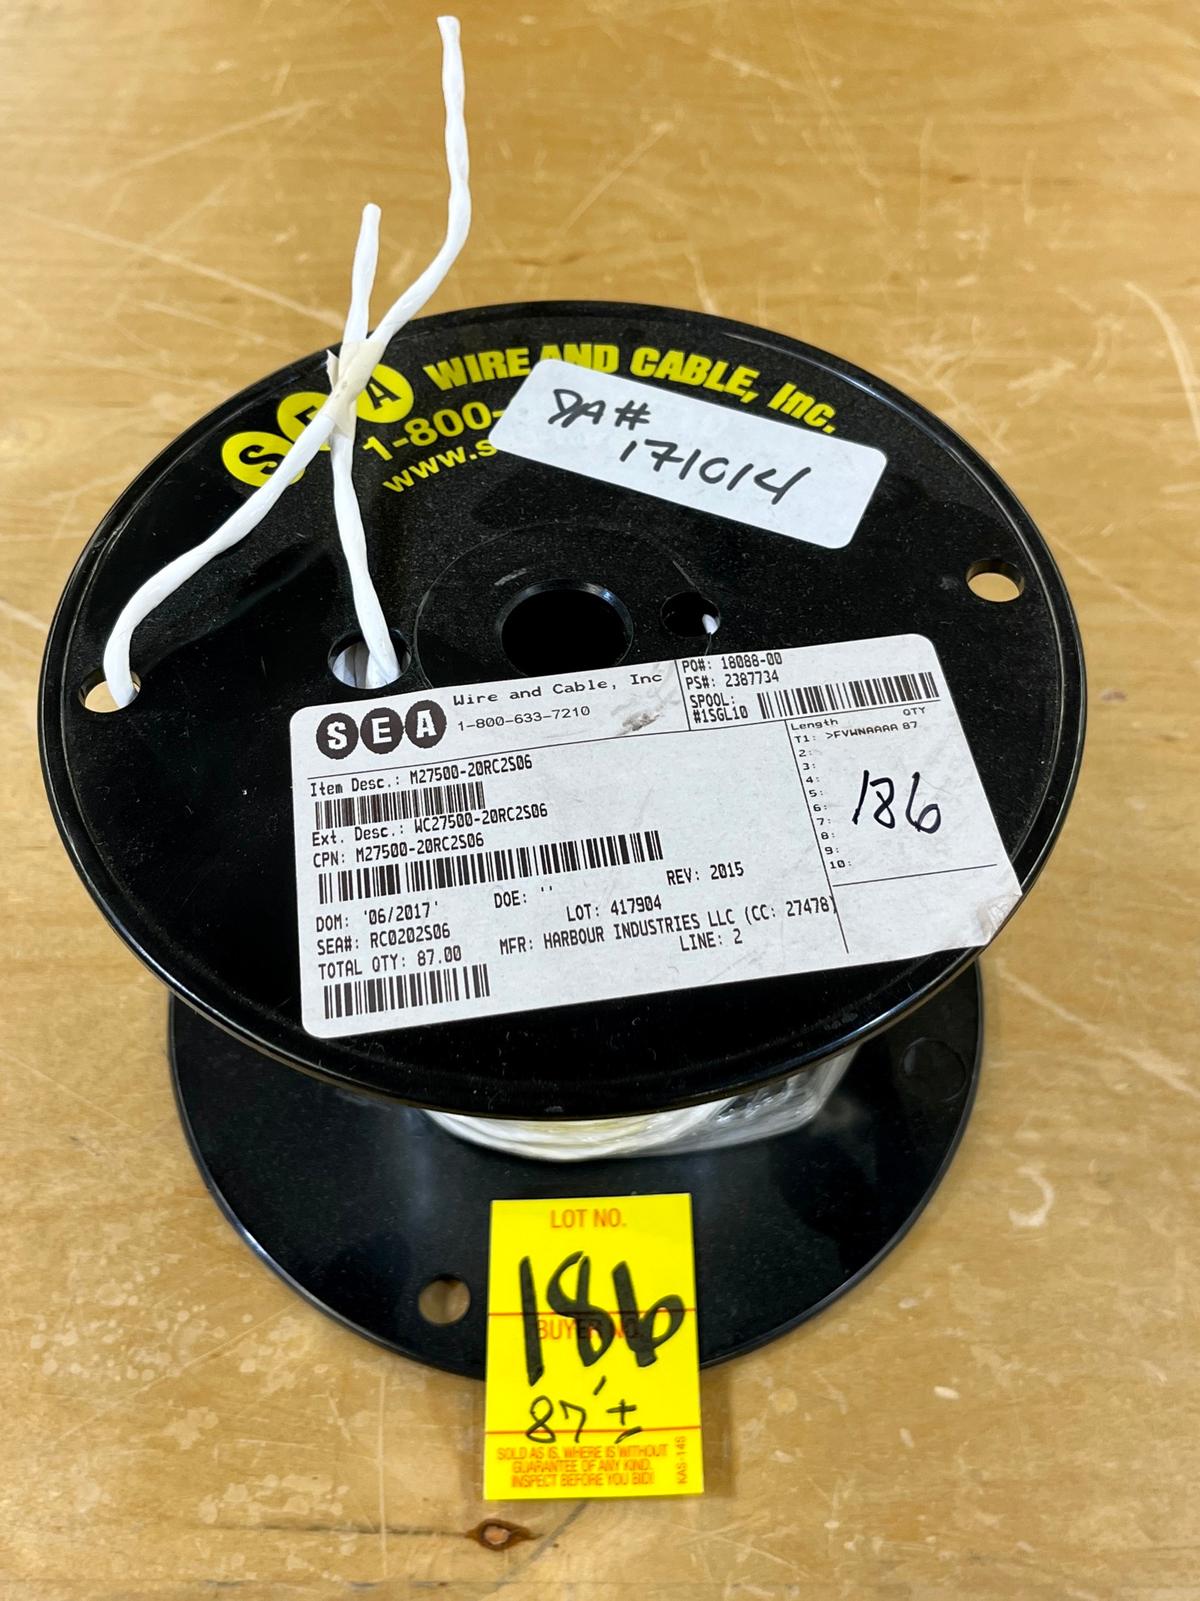 SEA WIRE AND CABLE, Inc.
1-800-
www.s
SA#
171014
SEA Wire and Cable, Inc
1-800-633-7210
PO#: 18088-00
PS#: 2387734
SPOOL:
#1SGL10
Item Desc.: M27500-20RC2S06
Ext. Desc.: WC27500-20RC2S06
CPN: M27500-20RC2S06
DOM: '06/2017' DOE: '' REV: 2015
SEA#: RC0202S06 LOT: 417904
TOTAL QTY: 87.00 MFR: HARBOUR INDUSTRIES LLC (CC: 27478)
LINE: 2
Length QTY
T1: >FVWNAAAA 87
2:
3:
4:
5:
6:
7:
8:
9:
10:
186
LOT NO.
186
BUYER NO.
87' ±
SOLD AS IS, WHERE IS WITHOUT
GUARANTEE OF ANY KIND.
INSPECT BEFORE YOU BID!
KAS-14S